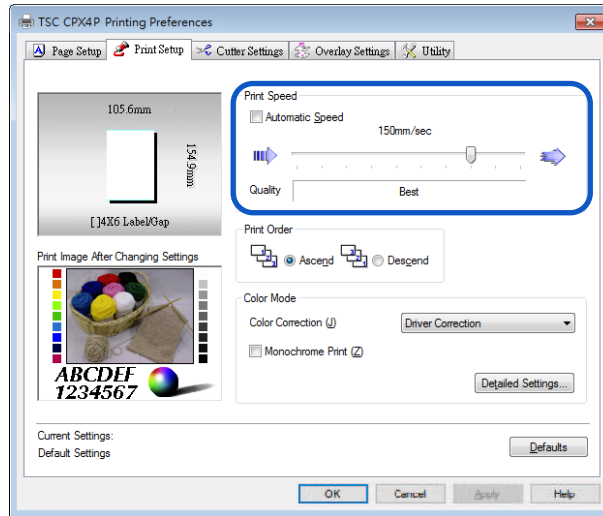 TSC CPX4P Printing Preferences
Page Setup
Print Setup
Cutter Settings
Overlay Settings
Utility
105.6mm
154.9mm
[ ]4X6 Label/Gap
Print Speed
Automatic Speed
150mm/sec
Quality
Best
Print Order
Ascend
Descend
Print Image After Changing Settings
ABCDEF
1234567
Color Mode
Color Correction (J)
Driver Correction
Monochrome Print (Z)
Detailed Settings...
Current Settings:
Default Settings
Defaults
OK
Cancel
Apply
Help